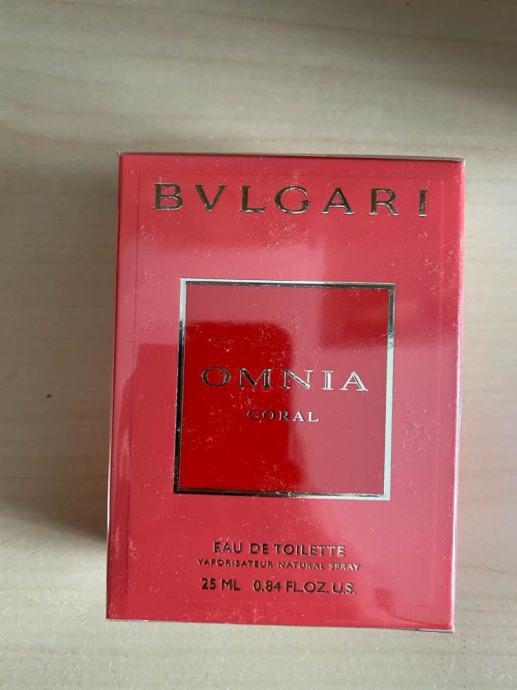 BVLGARI
OMNIA
CORAL
EAU DE TOILETTE
VAPORISATEUR NATURAL SPRAY
25 ML 0.84 FL.OZ. U.S.